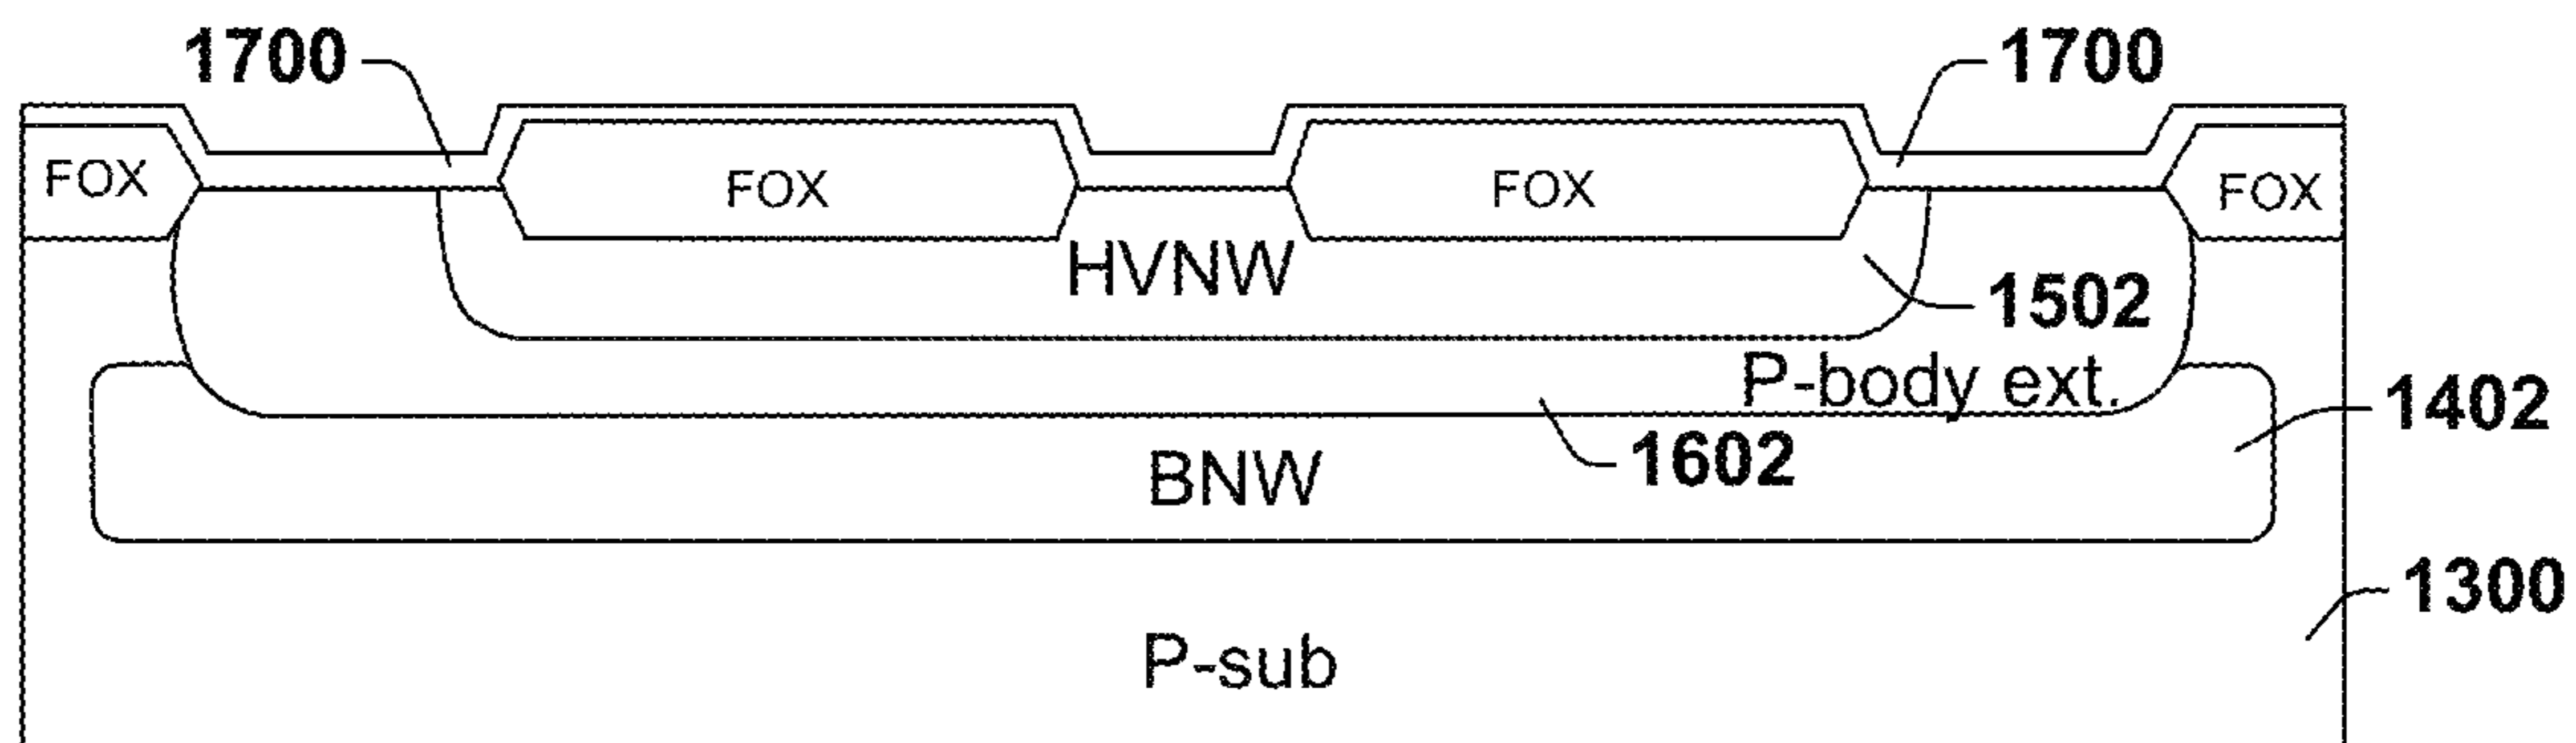 1700 1700
FOX FOX FOX FOX
HVNW
1502
P-body ext.
1402
1602
BNW
1300
P-sub